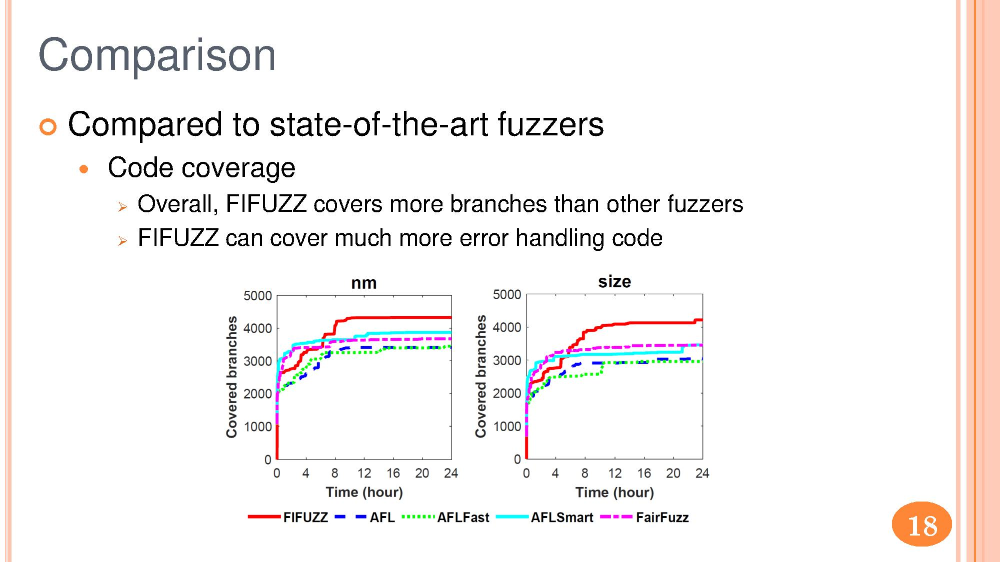 Comparison
Compared to state-of-the-art fuzzers
Code coverage
Overall, FIFUZZ covers more branches than other fuzzers
FIFUZZ can cover much more error handling code
nm
5000
4000
3000
2000
1000
0
Covered branches
0 4 8 12 16 20 24
Time (hour)
size
5000
4000
3000
2000
1000
0
Covered branches
0 4 8 12 16 20 24
Time (hour)
FIFUZZ AFL AFLFast AFLSmart FairFuzz
18